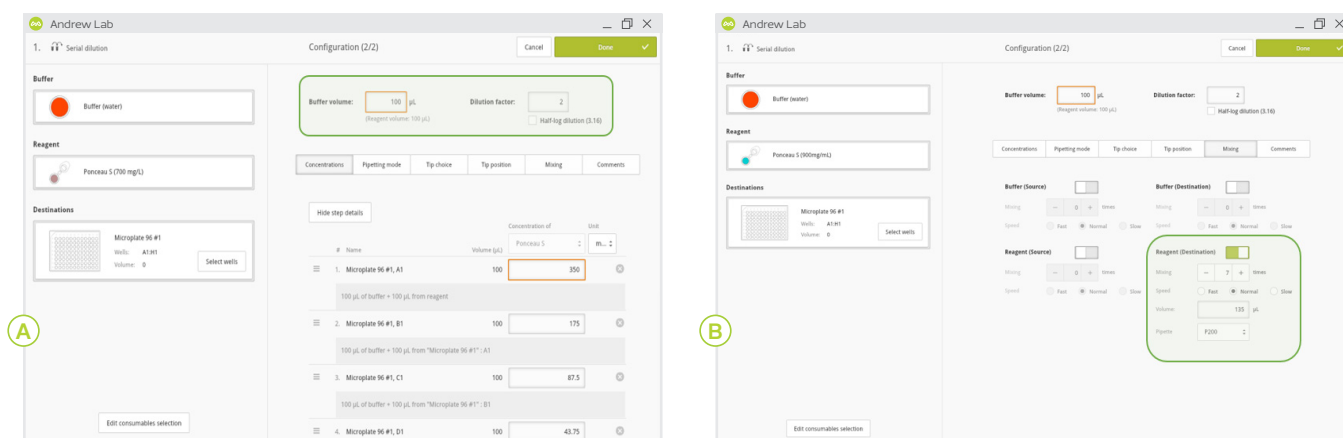 Andrew Lab
1. Serial dilution
Configuration (2/2)
Cancel
Done
Buffer
Buffer (water)
Reagent
Ponceau S (700 mg/L)
Destinations
Microplate 96 #1
Wells: A1:H1
Volume: 0
Select wells
Edit consumables selection
Buffer volume: 100 µL
(Reagent volume: 100 µL)
Dilution factor: 2
Half-log dilution (3.16)
Concentrations Pipetting mode Tip choice Tip position Mixing Comments
Hide step details
Concentration of Unit
# Name Volume (µL) Ponceau S m...
1. Microplate 96 #1, A1 100 350
100 µL of buffer + 100 µL from reagent
2. Microplate 96 #1, B1 100 175
100 µL of buffer + 100 µL from "Microplate 96 #1" : A1
3. Microplate 96 #1, C1 100 87.5
100 µL of buffer + 100 µL from "Microplate 96 #1" : B1
4. Microplate 96 #1, D1 100 43.75
A
Andrew Lab
1. Serial dilution
Configuration (2/2)
Cancel
Done
Buffer
Buffer (water)
Reagent
Ponceau S (900mg/mL)
Destinations
Microplate 96 #1
Wells: A1:H1
Volume: 0
Select wells
Edit consumables selection
Buffer volume: 100 µL
(Reagent volume: 100 µL)
Dilution factor: 2
Half-log dilution (3.16)
Concentrations Pipetting mode Tip choice Tip position Mixing Comments
Buffer (Source)
Mixing – 0 + times
Speed Fast Normal Slow
Buffer (Destination)
Mixing – 0 + times
Speed Fast Normal Slow
Reagent (Source)
Mixing – 0 + times
Speed Fast Normal Slow
Reagent (Destination)
Mixing – 7 + times
Speed Fast Normal Slow
Volume 135 µL
Pipette P200
B